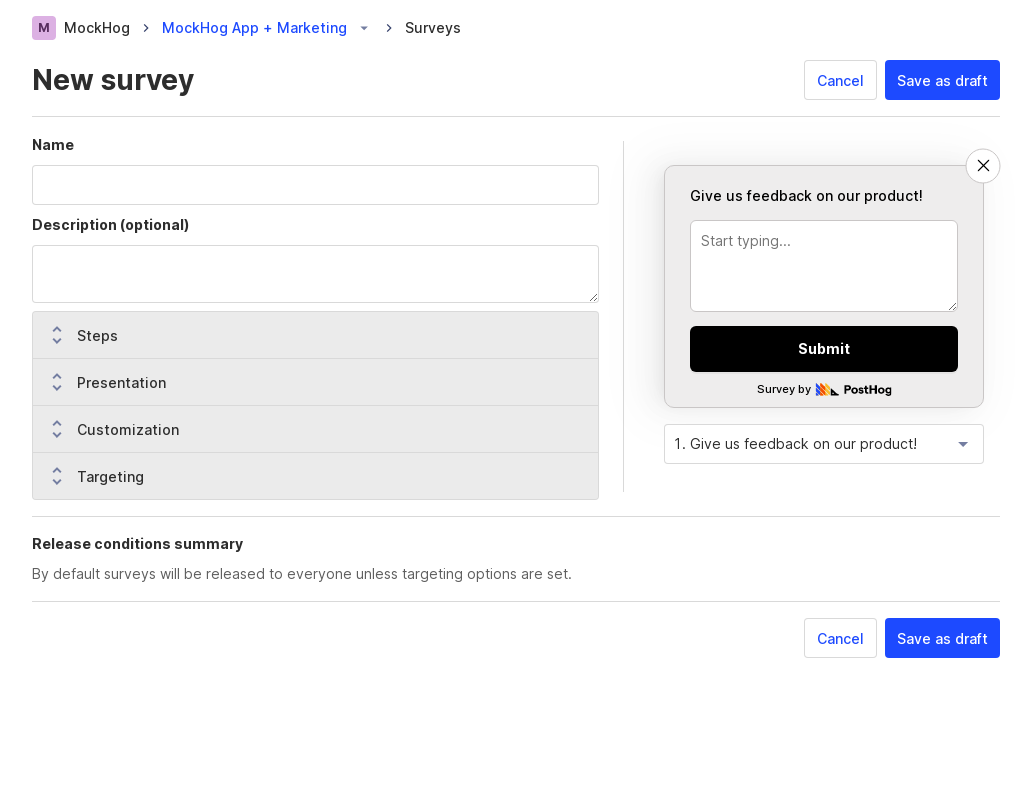 M MockHog MockHog App + Marketing Surveys
New survey
Cancel Save as draft
Name
Description (optional)
Steps
Presentation
Customization
Targeting
Give us feedback on our product!
Start typing...
Submit
Survey by PostHog
1. Give us feedback on our product!
Release conditions summary
By default surveys will be released to everyone unless targeting options are set.
Cancel Save as draft